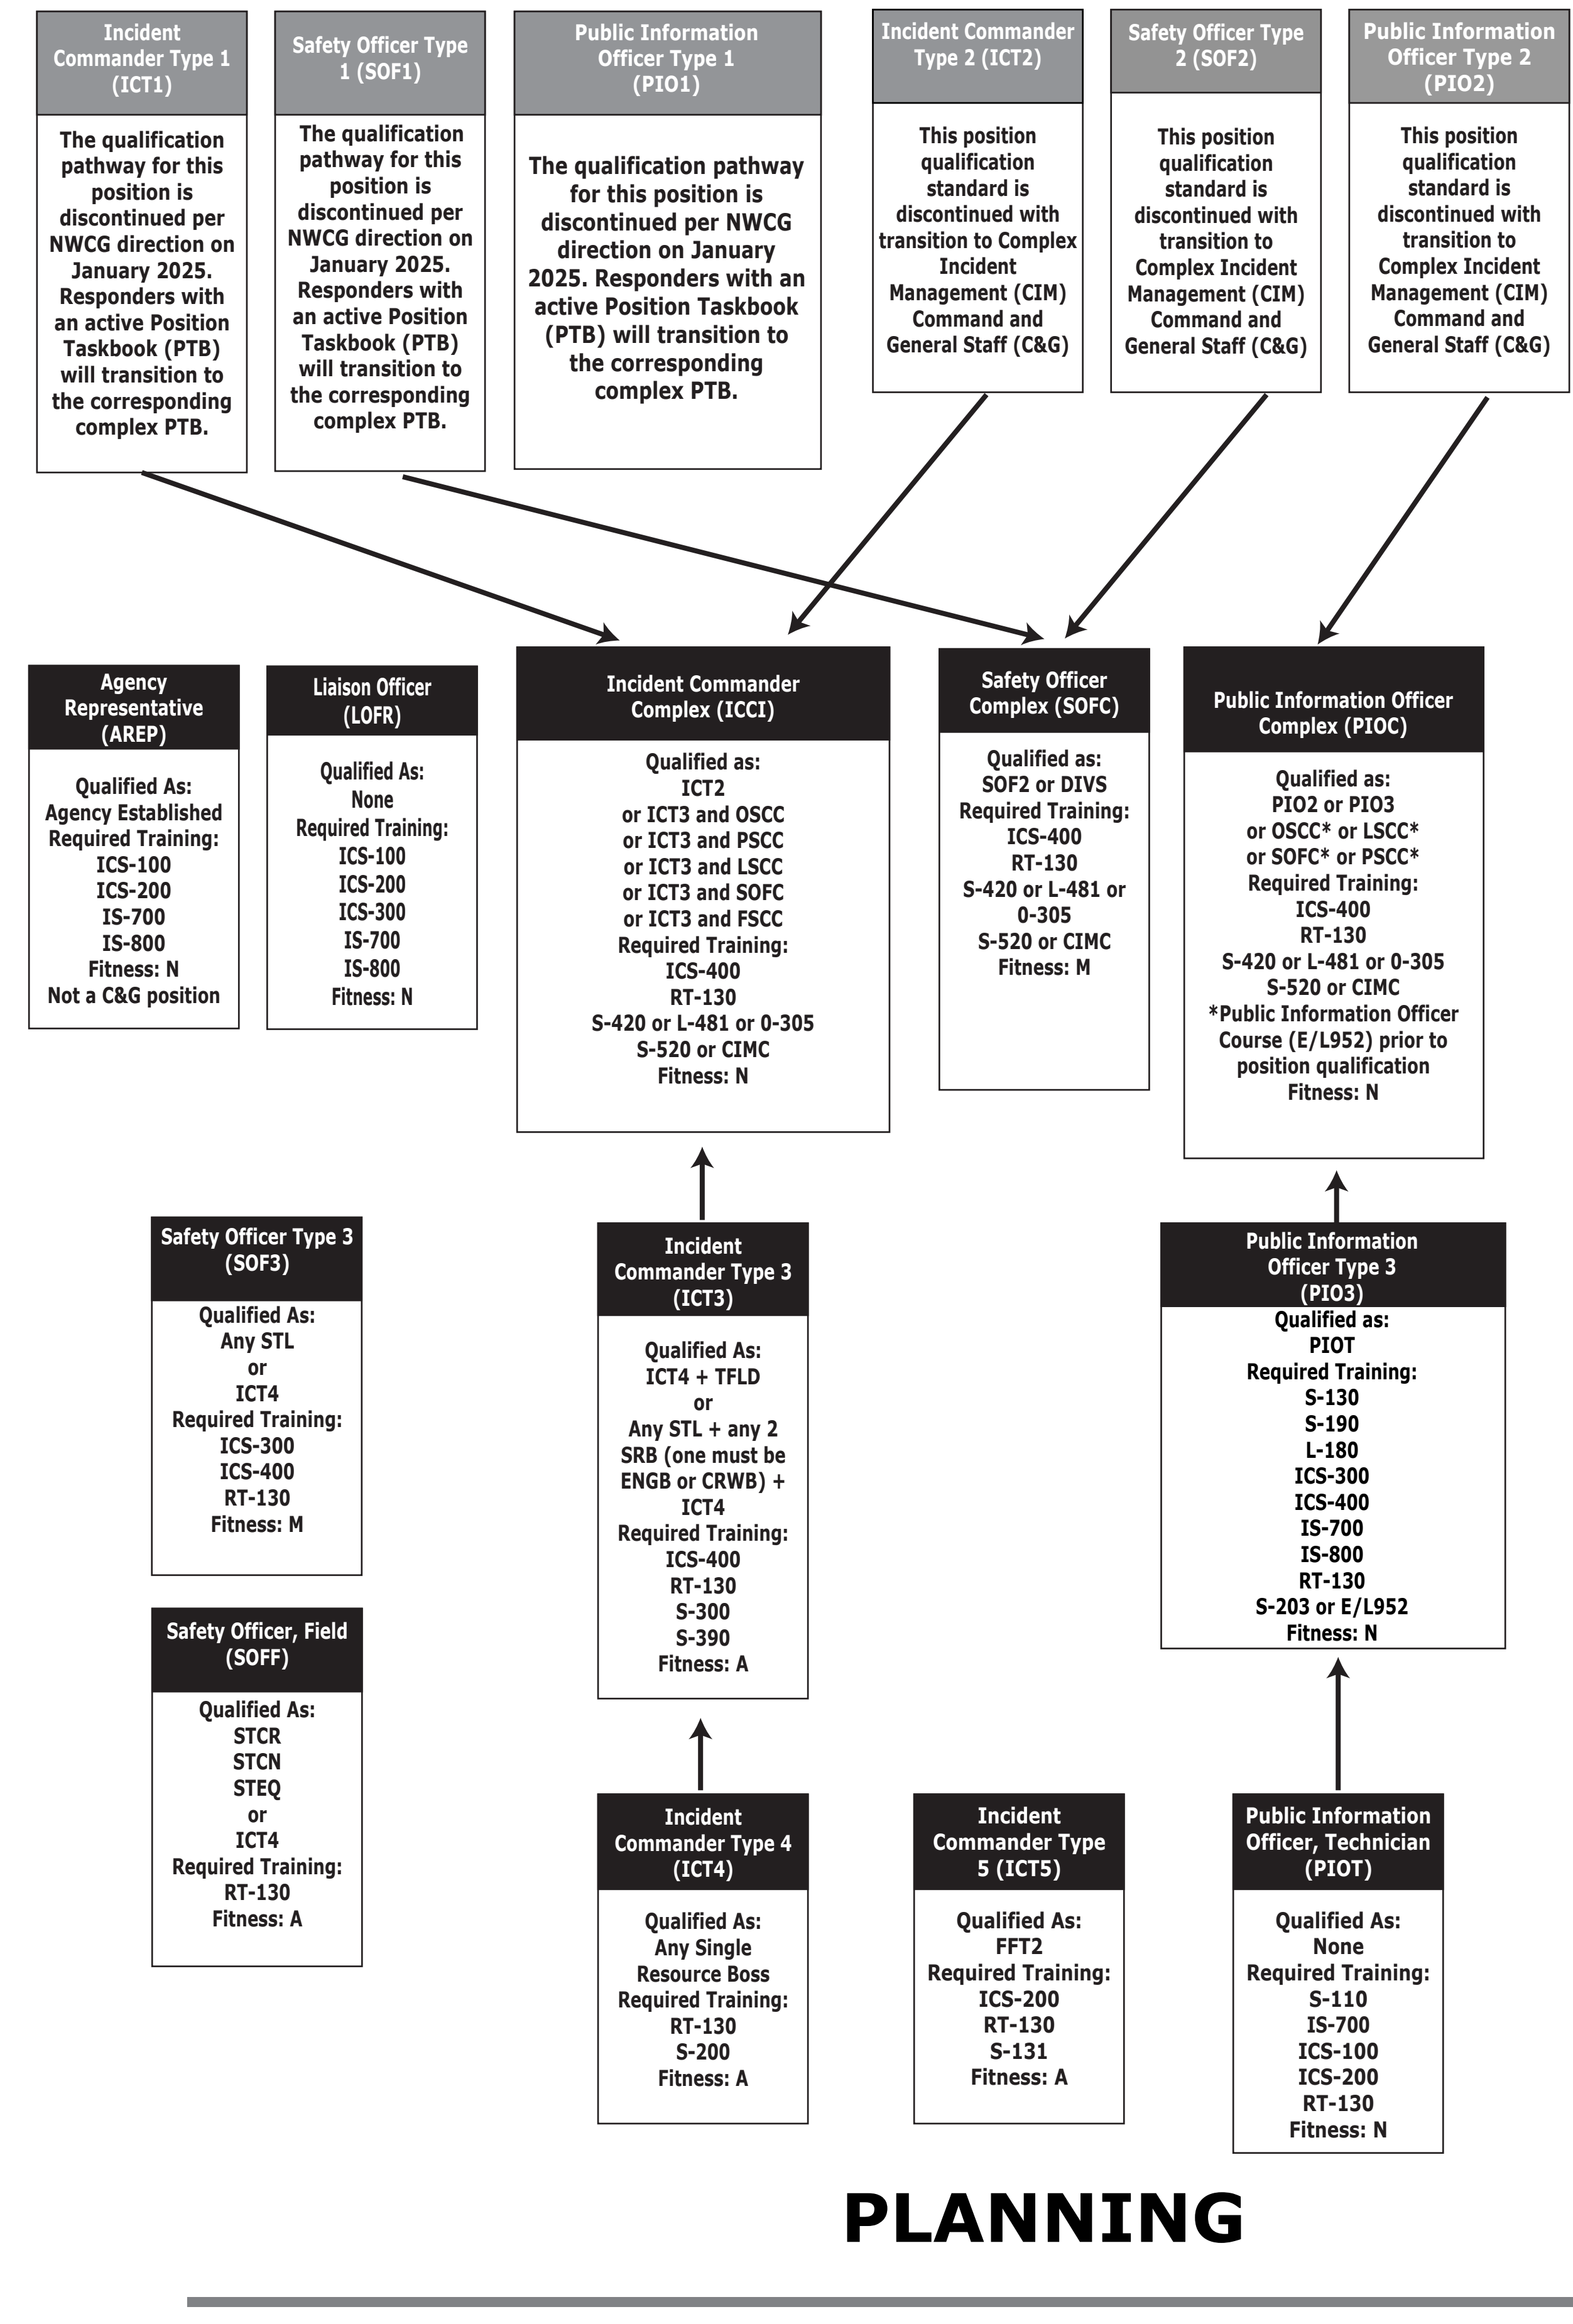 Incident
Commander Type 1
(ICT1)
The qualification
pathway for this
position is
discontinued per
NWCG direction on
January 2025.
Responders with
an active Position
Taskbook (PTB)
will transition to
the corresponding
complex PTB.
Safety Officer Type
1 (SOF1)
The qualification
pathway for this
position is
discontinued per
NWCG direction on
January 2025.
Responders with
an active Position
Taskbook (PTB)
will transition to
the corresponding
complex PTB.
Public Information
Officer Type 1
(PIO1)
The qualification pathway
for this position is
discontinued per NWCG
direction on January
2025. Responders with an
active Position Taskbook
(PTB) will transition to
the corresponding
complex PTB.
Incident Commander
Type 2 (ICT2)
This position
qualification
standard is
discontinued with
transition to Complex
Incident
Management (CIM)
Command and
General Staff (C&G)
Safety Officer Type
2 (SOF2)
This position
qualification
standard is
discontinued with
transition to
Complex Incident
Management (CIM)
Command and
General Staff (C&G)
Public Information
Officer Type 2
(PIO2)
This position
qualification
standard is
discontinued with
transition to
Complex Incident
Management (CIM)
Command and
General Staff (C&G)
Agency
Representative
(AREP)
Qualified As:
Agency Established
Required Training:
ICS-100
ICS-200
IS-700
IS-800
Fitness: N
Not a C&G position
Liaison Officer
(LOFR)
Qualified As:
None
Required Training:
ICS-100
ICS-200
ICS-300
IS-700
IS-800
Fitness: N
Incident Commander
Complex (ICCI)
Qualified as:
ICT2
or ICT3 and OSCC
or ICT3 and PSCC
or ICT3 and LSCC
or ICT3 and SOFC
or ICT3 and FSCC
Required Training:
ICS-400
RT-130
S-420 or L-481 or 0-305
S-520 or CIMC
Fitness: N
Safety Officer
Complex (SOFC)
Qualified as:
SOF2 or DIVS
Required Training:
ICS-400
RT-130
S-420 or L-481 or
0-305
S-520 or CIMC
Fitness: M
Public Information Officer
Complex (PIOC)
Qualified as:
PIO2 or PIO3
or OSCC* or LSCC*
or SOFC* or PSCC*
Required Training:
ICS-400
RT-130
S-420 or L-481 or 0-305
S-520 or CIMC
*Public Information Officer
Course (E/L952) prior to
position qualification
Fitness: N
Safety Officer Type 3
(SOF3)
Qualified As:
Any STL
or
ICT4
Required Training:
ICS-300
ICS-400
RT-130
Fitness: M
Incident
Commander Type 3
(ICT3)
Qualified As:
ICT4 + TFLD
or
Any STL + any 2
SRB (one must be
ENGB or CRWB) +
ICT4
Required Training:
ICS-400
RT-130
S-300
S-390
Fitness: A
Public Information
Officer Type 3
(PIO3)
Qualified as:
PIOT
Required Training:
S-130
S-190
L-180
ICS-300
ICS-400
IS-700
IS-800
RT-130
S-203 or E/L952
Fitness: N
Safety Officer, Field
(SOFF)
Qualified As:
STCR
STCN
STEQ
or
ICT4
Required Training:
RT-130
Fitness: A
Incident
Commander Type 4
(ICT4)
Qualified As:
Any Single
Resource Boss
Required Training:
RT-130
S-200
Fitness: A
Incident
Commander Type
5 (ICT5)
Qualified As:
FFT2
Required Training:
ICS-200
RT-130
S-131
Fitness: A
Public Information
Officer, Technician
(PIOT)
Qualified As:
None
Required Training:
S-110
IS-700
ICS-100
ICS-200
RT-130
Fitness: N
PLANNING